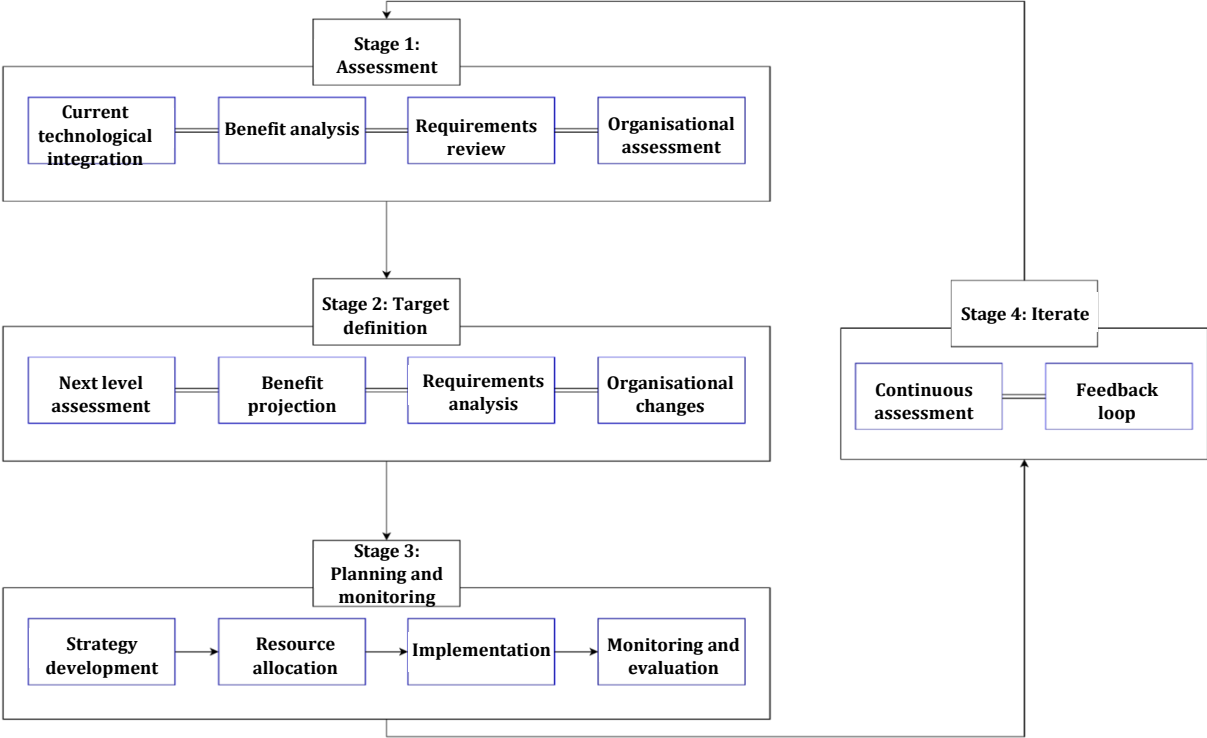 Stage 1:
Assessment
Current
technological
integration
Benefit analysis
Requirements
review
Organisational
assessment
Stage 2: Target
definition
Next level
assessment
Benefit
projection
Requirements
analysis
Organisational
changes
Stage 3:
Planning and
monitoring
Strategy
development
Resource
allocation
Implementation
Monitoring and
evaluation
Stage 4: Iterate
Continuous
assessment
Feedback
loop